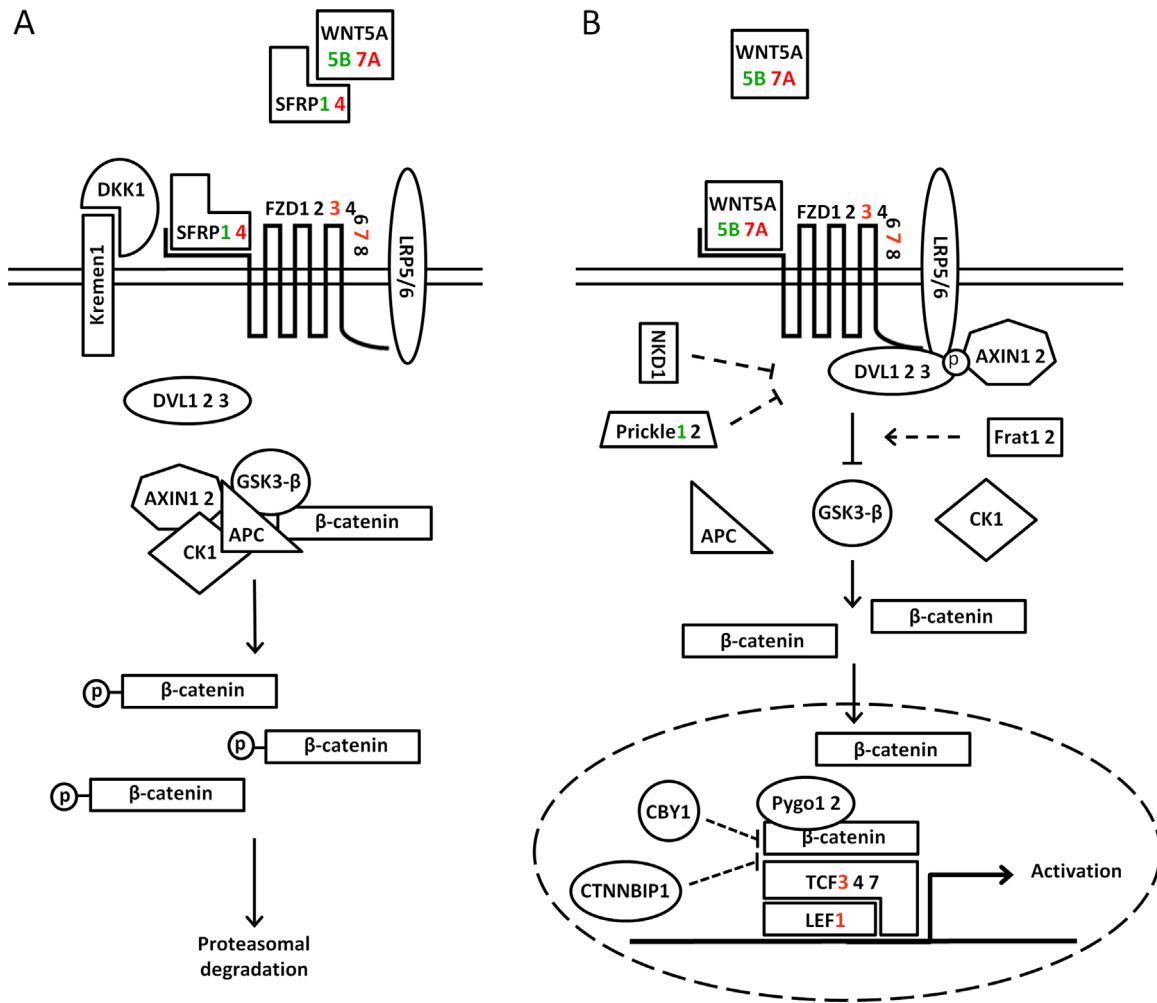 A
WNT5A
5B 7A
SFRP1 4
DKK1
SFRP1 4
FZD1 2 3 4
6
7
8
LRP5/6
Kremen1
DVL1 2 3
GSK3-β
AXIN1 2
β-catenin
APC
CK1
p
β-catenin
p
β-catenin
p
β-catenin
Proteasomal
degradation
B
WNT5A
5B 7A
WNT5A
5B 7A
FZD1 2 3 4
6
7
8
LRP5/6
NKD1
DVL1 2 3
p
AXIN1 2
Prickle1 2
Frat1 2
APC
GSK3-β
CK1
β-catenin
β-catenin
β-catenin
CBY1
Pygo1 2
β-catenin
CTNNBIP1
TCF3 4 7
LEF1
Activation